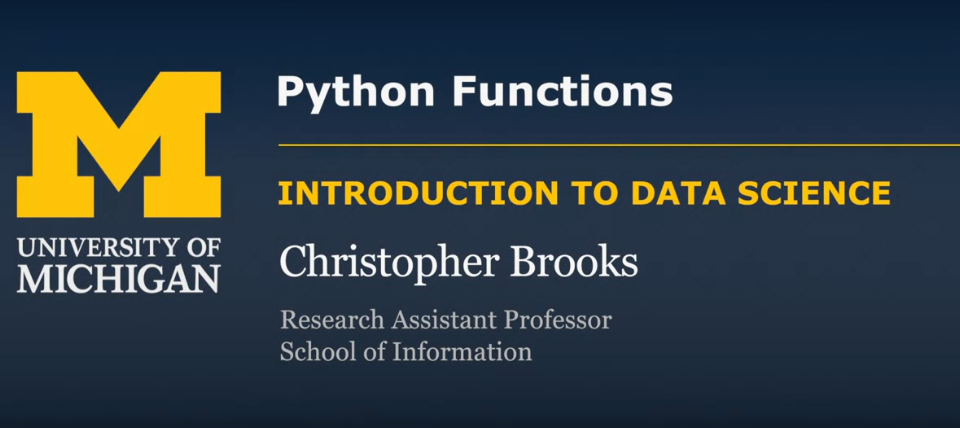 Python Functions
INTRODUCTION TO DATA SCIENCE
Christopher Brooks
Research Assistant Professor
School of Information
M
UNIVERSITY OF
MICHIGAN